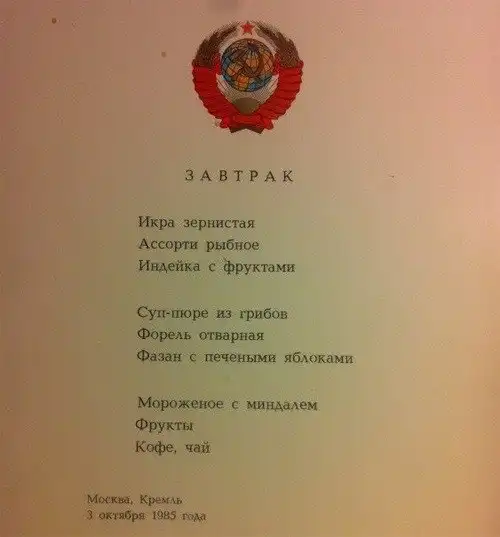 ЗАВТРАК
Икра зернистая
Ассорти рыбное
Индейка с фруктами
Суп-пюре из грибов
Форель отварная
Фазан с печеными яблоками
Мороженое с миндалем
Фрукты
Кофе, чай
Москва, Кремль
3 октября 1985 года